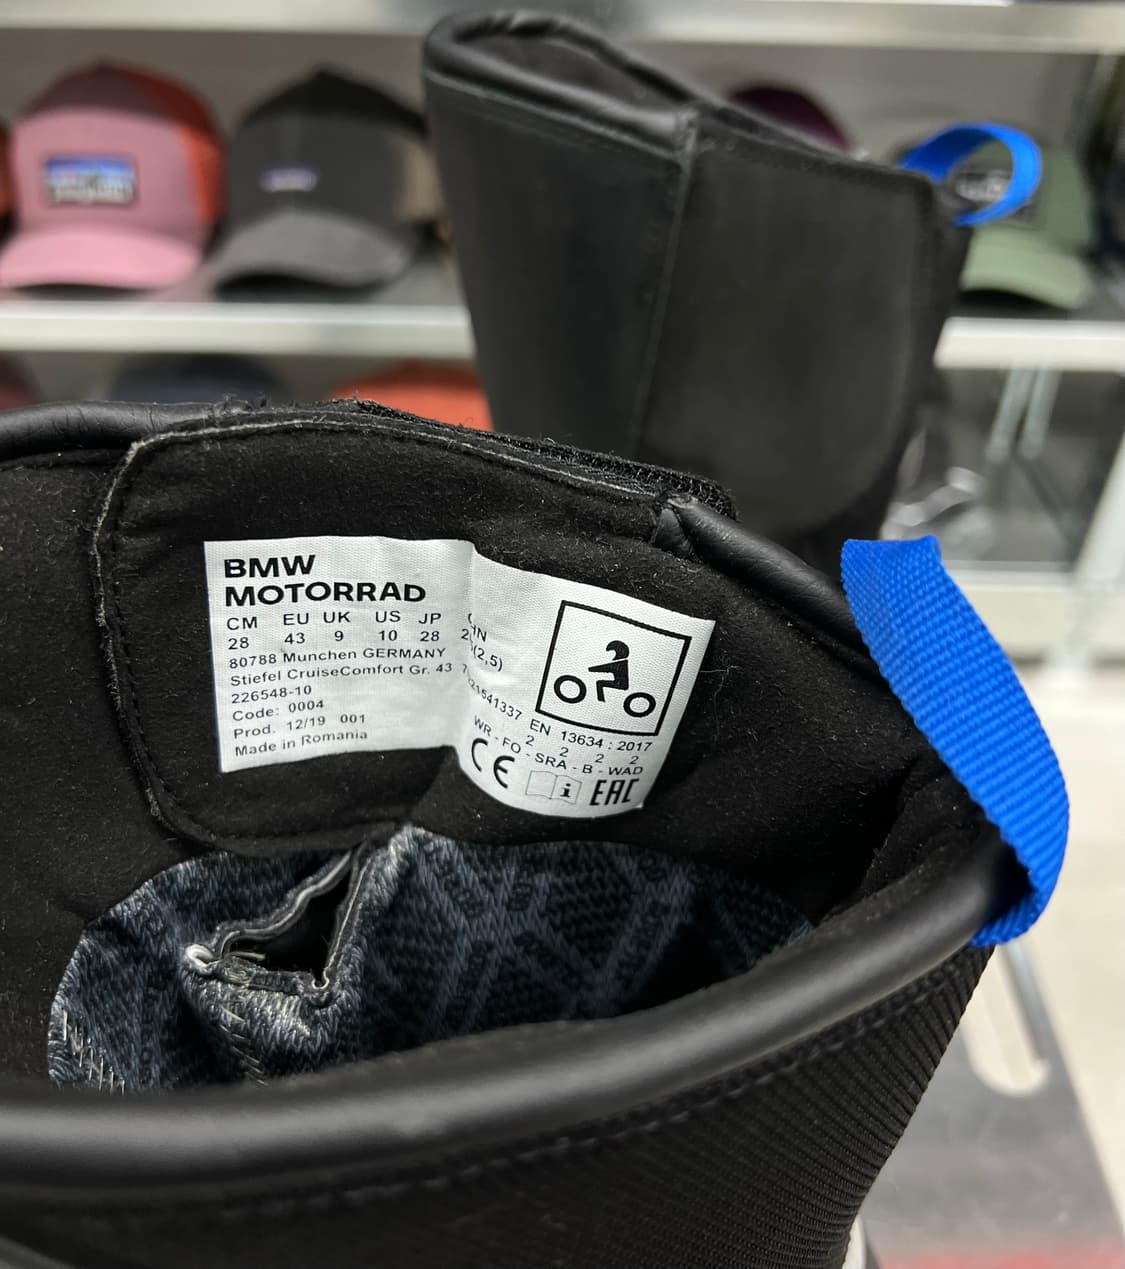 BMW
MOTORRAD
CM EU UK US JP
28 43 9 10 28
80788 Munchen GERMANY
Stiefel CruiseComfort Gr. 43
226548-10
Code: 0004
Prod. 12/19 001
Made in Romania
(2,5)
EN 13634 : 2017
2 2 2 2
WR - FO - SRA - B - WAD
CE
i
EAC